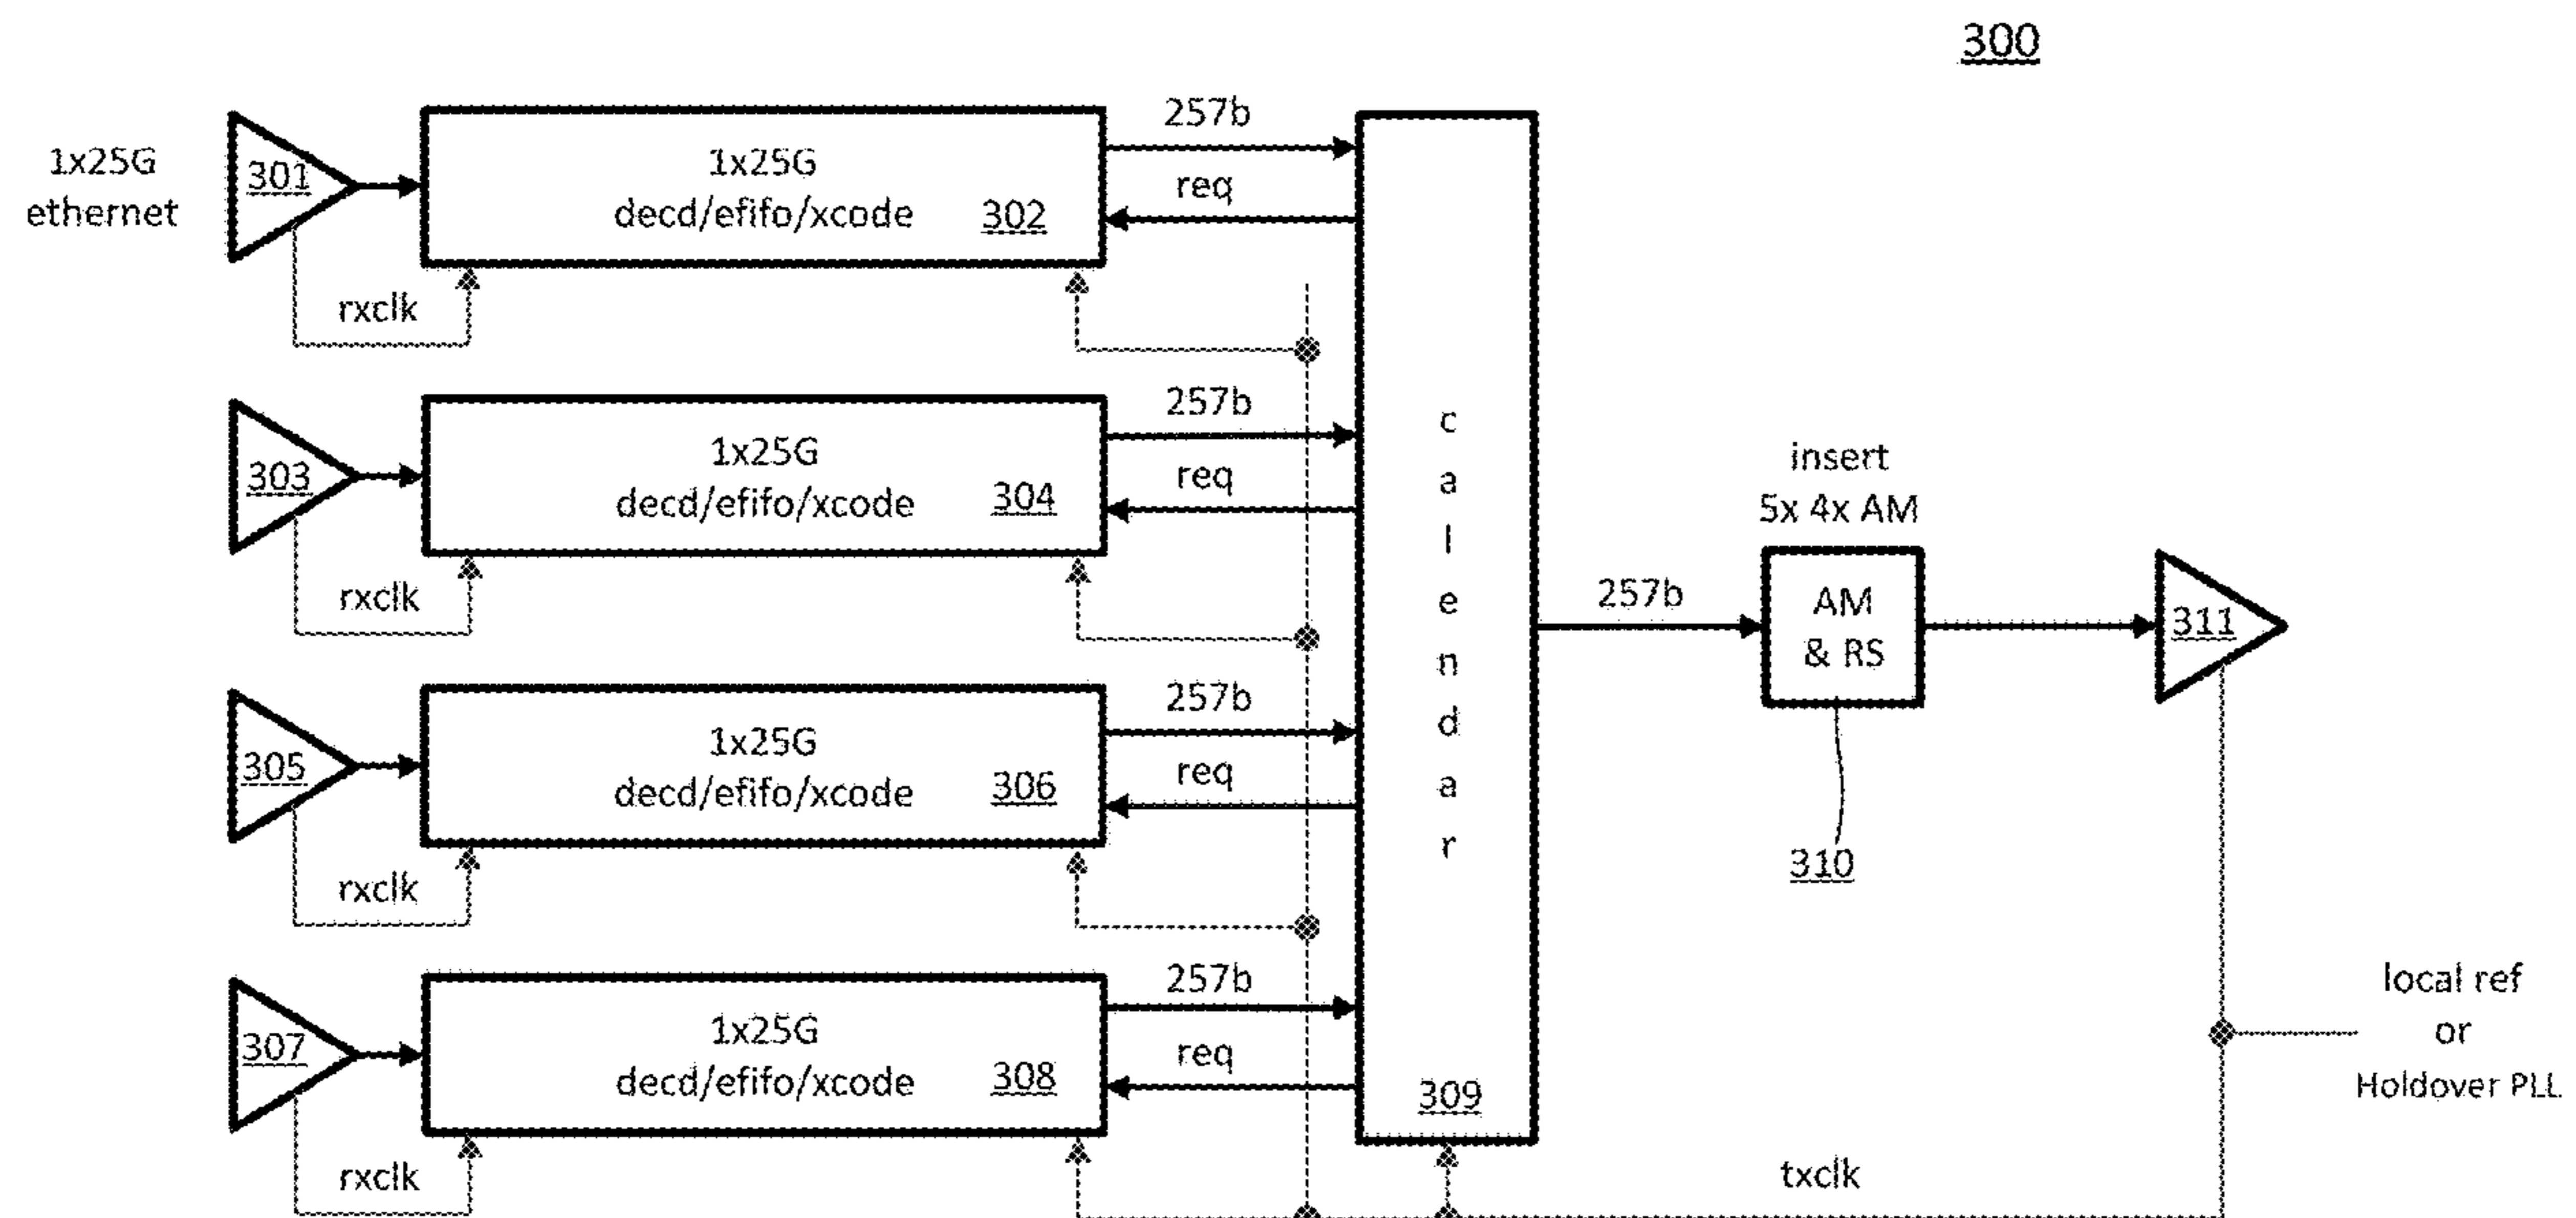 300
1x25G
ethernet
301
1x25G
decd/efifo/xcode
302
257b
req
rxclk
303
1x25G
decd/efifo/xcode
304
257b
req
rxclk
305
1x25G
decd/efifo/xcode
306
257b
req
rxclk
307
1x25G
decd/efifo/xcode
308
257b
req
rxclk
c
a
l
e
n
d
a
r
309
257b
insert
5x 4x AM
AM
& RS
310
311
local ref
or
Holdover PLL
txclk